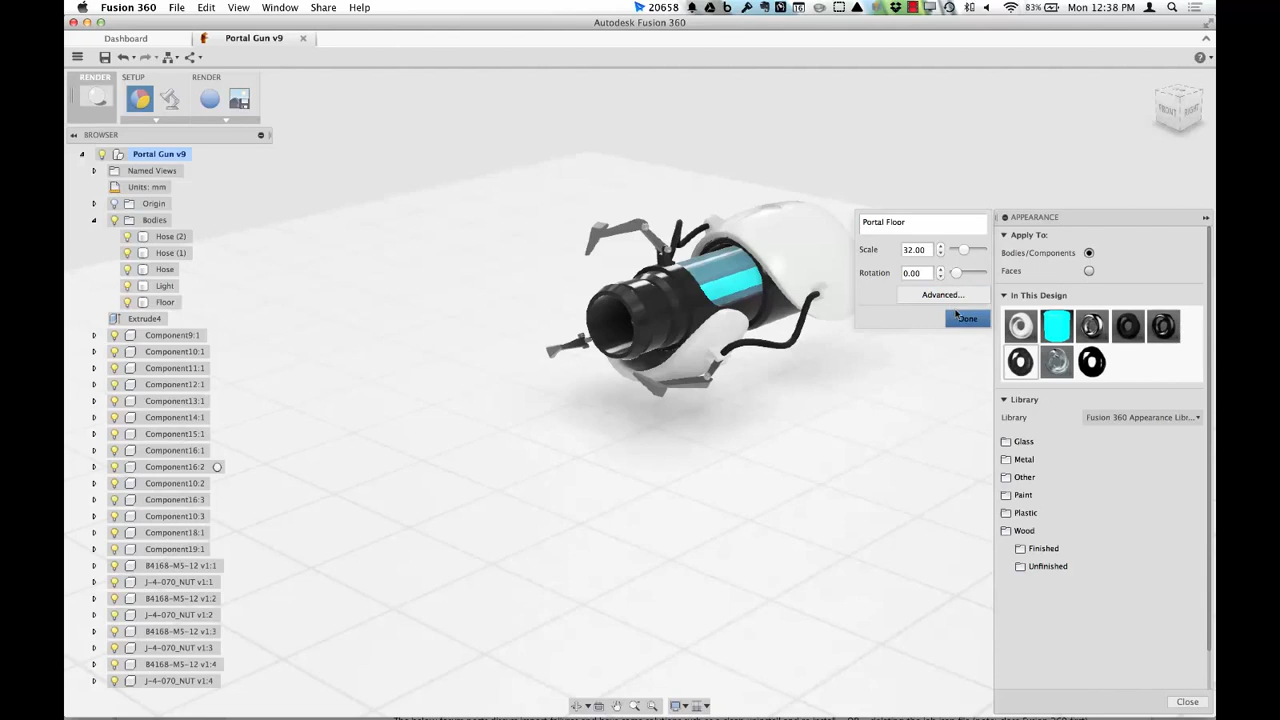 Fusion 360 File Edit View Window Share Help 20658 83% Mon 12:38 PM
Autodesk Fusion 360
Dashboard Portal Gun v9
RENDER SETUP RENDER
BROWSER
Portal Gun v9
Named Views
Units: mm
Origin
Bodies
Hose (2)
Hose (1)
Hose
Light
Floor
Extrude4
Component9:1
Component10:1
Component11:1
Component12:1
Component13:1
Component14:1
Component15:1
Component16:1
Component16:2
Component10:2
Component16:3
Component10:3
Component18:1
Component19:1
B4168-M5-12 v1:1
J-4-070_NUT v1:1
B4168-M5-12 v1:2
J-4-070_NUT v1:2
B4168-M5-12 v1:3
J-4-070_NUT v1:3
B4168-M5-12 v1:4
J-4-070_NUT v1:4
FRONT RIGHT
Portal Floor
Scale 32.00
Rotation 0.00
Advanced...
Done
APPEARANCE
Apply To:
Bodies/Components
Faces
In This Design
Library
Library Fusion 360 Appearance Libr...
Glass
Metal
Other
Paint
Plastic
Wood
Finished
Unfinished
Close